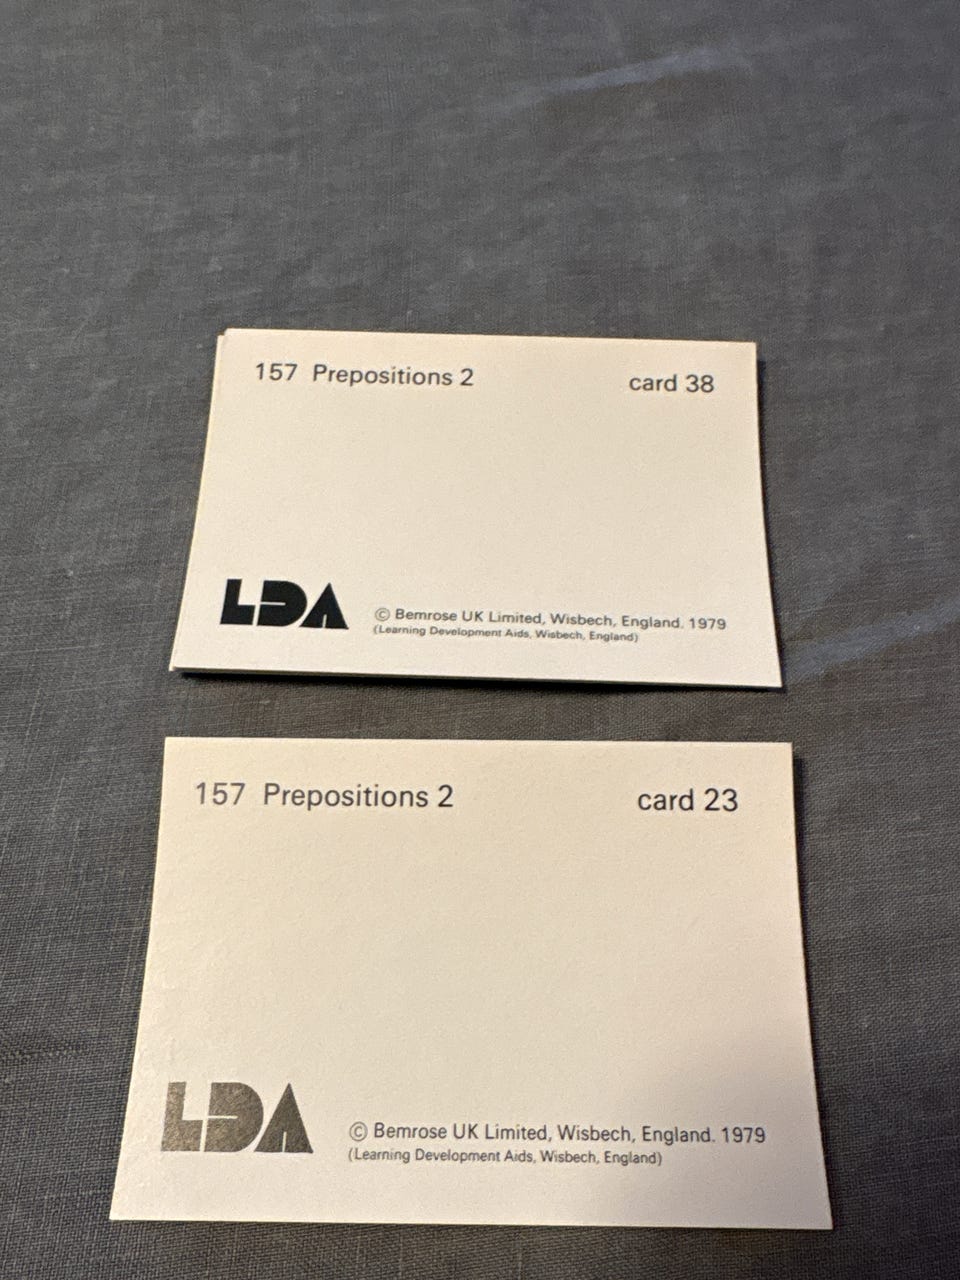 157 Prepositions 2 card 38
LDA © Bemrose UK Limited, Wisbech, England. 1979
(Learning Development Aids, Wisbech, England)
157 Prepositions 2 card 23
LDA © Bemrose UK Limited, Wisbech, England. 1979
(Learning Development Aids, Wisbech, England)